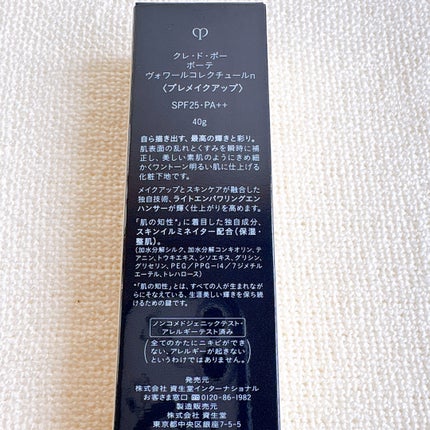 クレ・ド・ポー
ボーテ
ヴォワールコレクチュールn
〈プレメイクアップ〉
SPF25・PA++
40g
自ら描き出す、最高の輝きと彩り。
肌表面の乱れとくすみを瞬時に補
正し、美しい素肌のようにきめ細
かくワントーン明るい肌に仕上げる
化粧下地です。
メイクアップとスキンケアが融合した
独自技術、ライトエンパワリングエン
ハンサーが輝く仕上がりを高めます。
「肌の知性*」に着目した独自成分、
スキンイルミネイター配合（保湿・
整肌）。
(加水分解シルク、加水分解コンキオリン、テ
アニン、トウキエキス、シソエキス、グリシン、
グリセリン、PEG／PPG-14／7ジメチル
エーテル、トレハロース)
*「肌の知性」とは、すべての人が生まれなが
らにそなえている、生涯美しい輝きを保ち続
けるための鍵です。
ノンコメドジェニックテスト・
アレルギーテスト済み
全てのかたにニキビができ
ない、アレルギーが起きない
というわけではありません。
発売元
株式会社 資生堂インターナショナル
お客さま窓口 0120-86-1982
製造販売元
株式会社 資生堂
東京都中央区銀座7-5-5